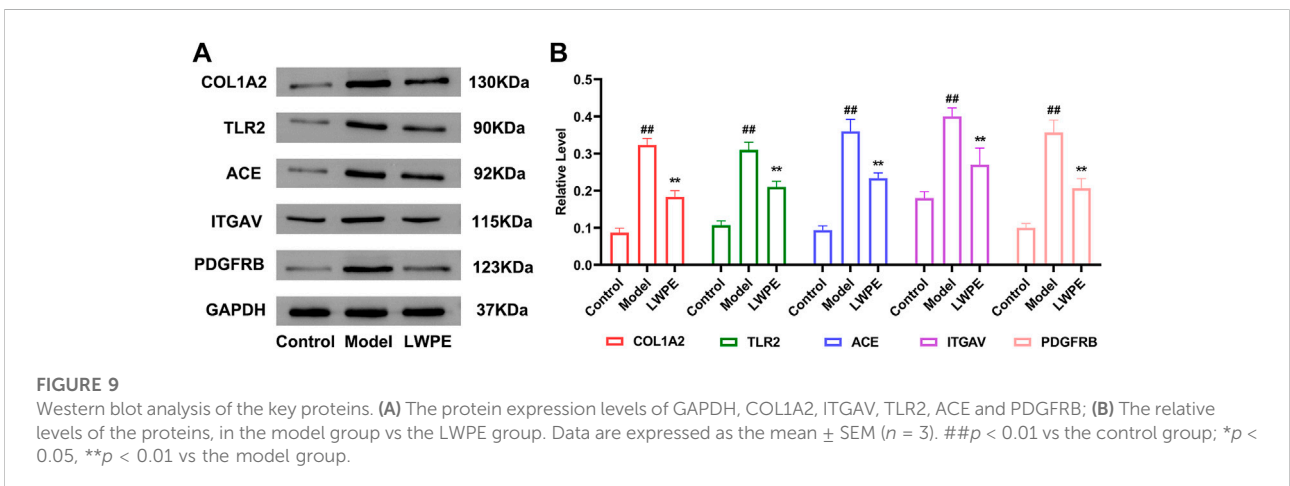 A
COL1A2 130KDa
TLR2 90KDa
ACE 92KDa
ITGAV 115KDa
PDGFRB 123KDa
GAPDH 37KDa
Control Model LWPE
B
Relative Level
0.5
0.4
0.3
0.2
0.1
0.0
## ** ## ** ## ** ## ** ## **
Control Model LWPE Control Model LWPE Control Model LWPE Control Model LWPE Control Model LWPE
COL1A2 TLR2 ACE ITGAV PDGFRB
FIGURE 9
Western blot analysis of the key proteins. (A) The protein expression levels of GAPDH, COL1A2, ITGAV, TLR2, ACE and PDGFRB; (B) The relative
levels of the proteins, in the model group vs the LWPE group. Data are expressed as the mean ± SEM (n = 3). ##p < 0.01 vs the control group; *p <
0.05, **p < 0.01 vs the model group.